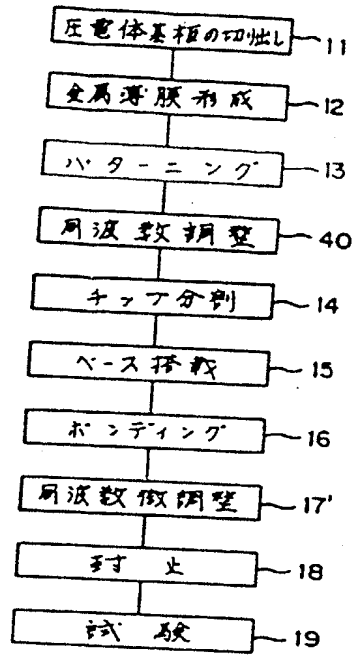 圧電体基板の切出し 11
金属薄膜形成 12
パターニング 13
周波数調整 40
チップ分割 14
ベース搭載 15
ボンディング 16
周波数微調整 17'
封止 18
試験 19